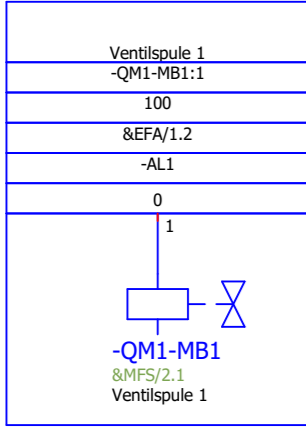 Ventilspule 1
-QM1-MB1:1
100
&EFA/1.2
-AL1
0
1
-QM1-MB1
&MFS/2.1
Ventilspule 1